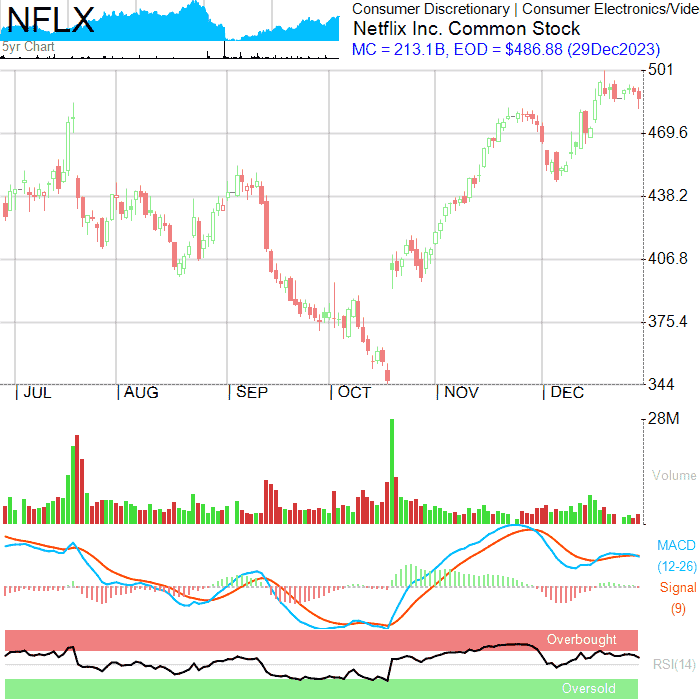 NFLX
5yr Chart
Consumer Discretionary | Consumer Electronics/Vide
Netflix Inc. Common Stock
MC = 213.1B, EOD = $486.88 (29Dec2023)
501
469.6
438.2
406.8
375.4
344
|JUL |AUG |SEP |OCT |NOV |DEC
28M
Volume
MACD
(12-26)
Signal
(9)
Overbought
RSI(14)
Oversold